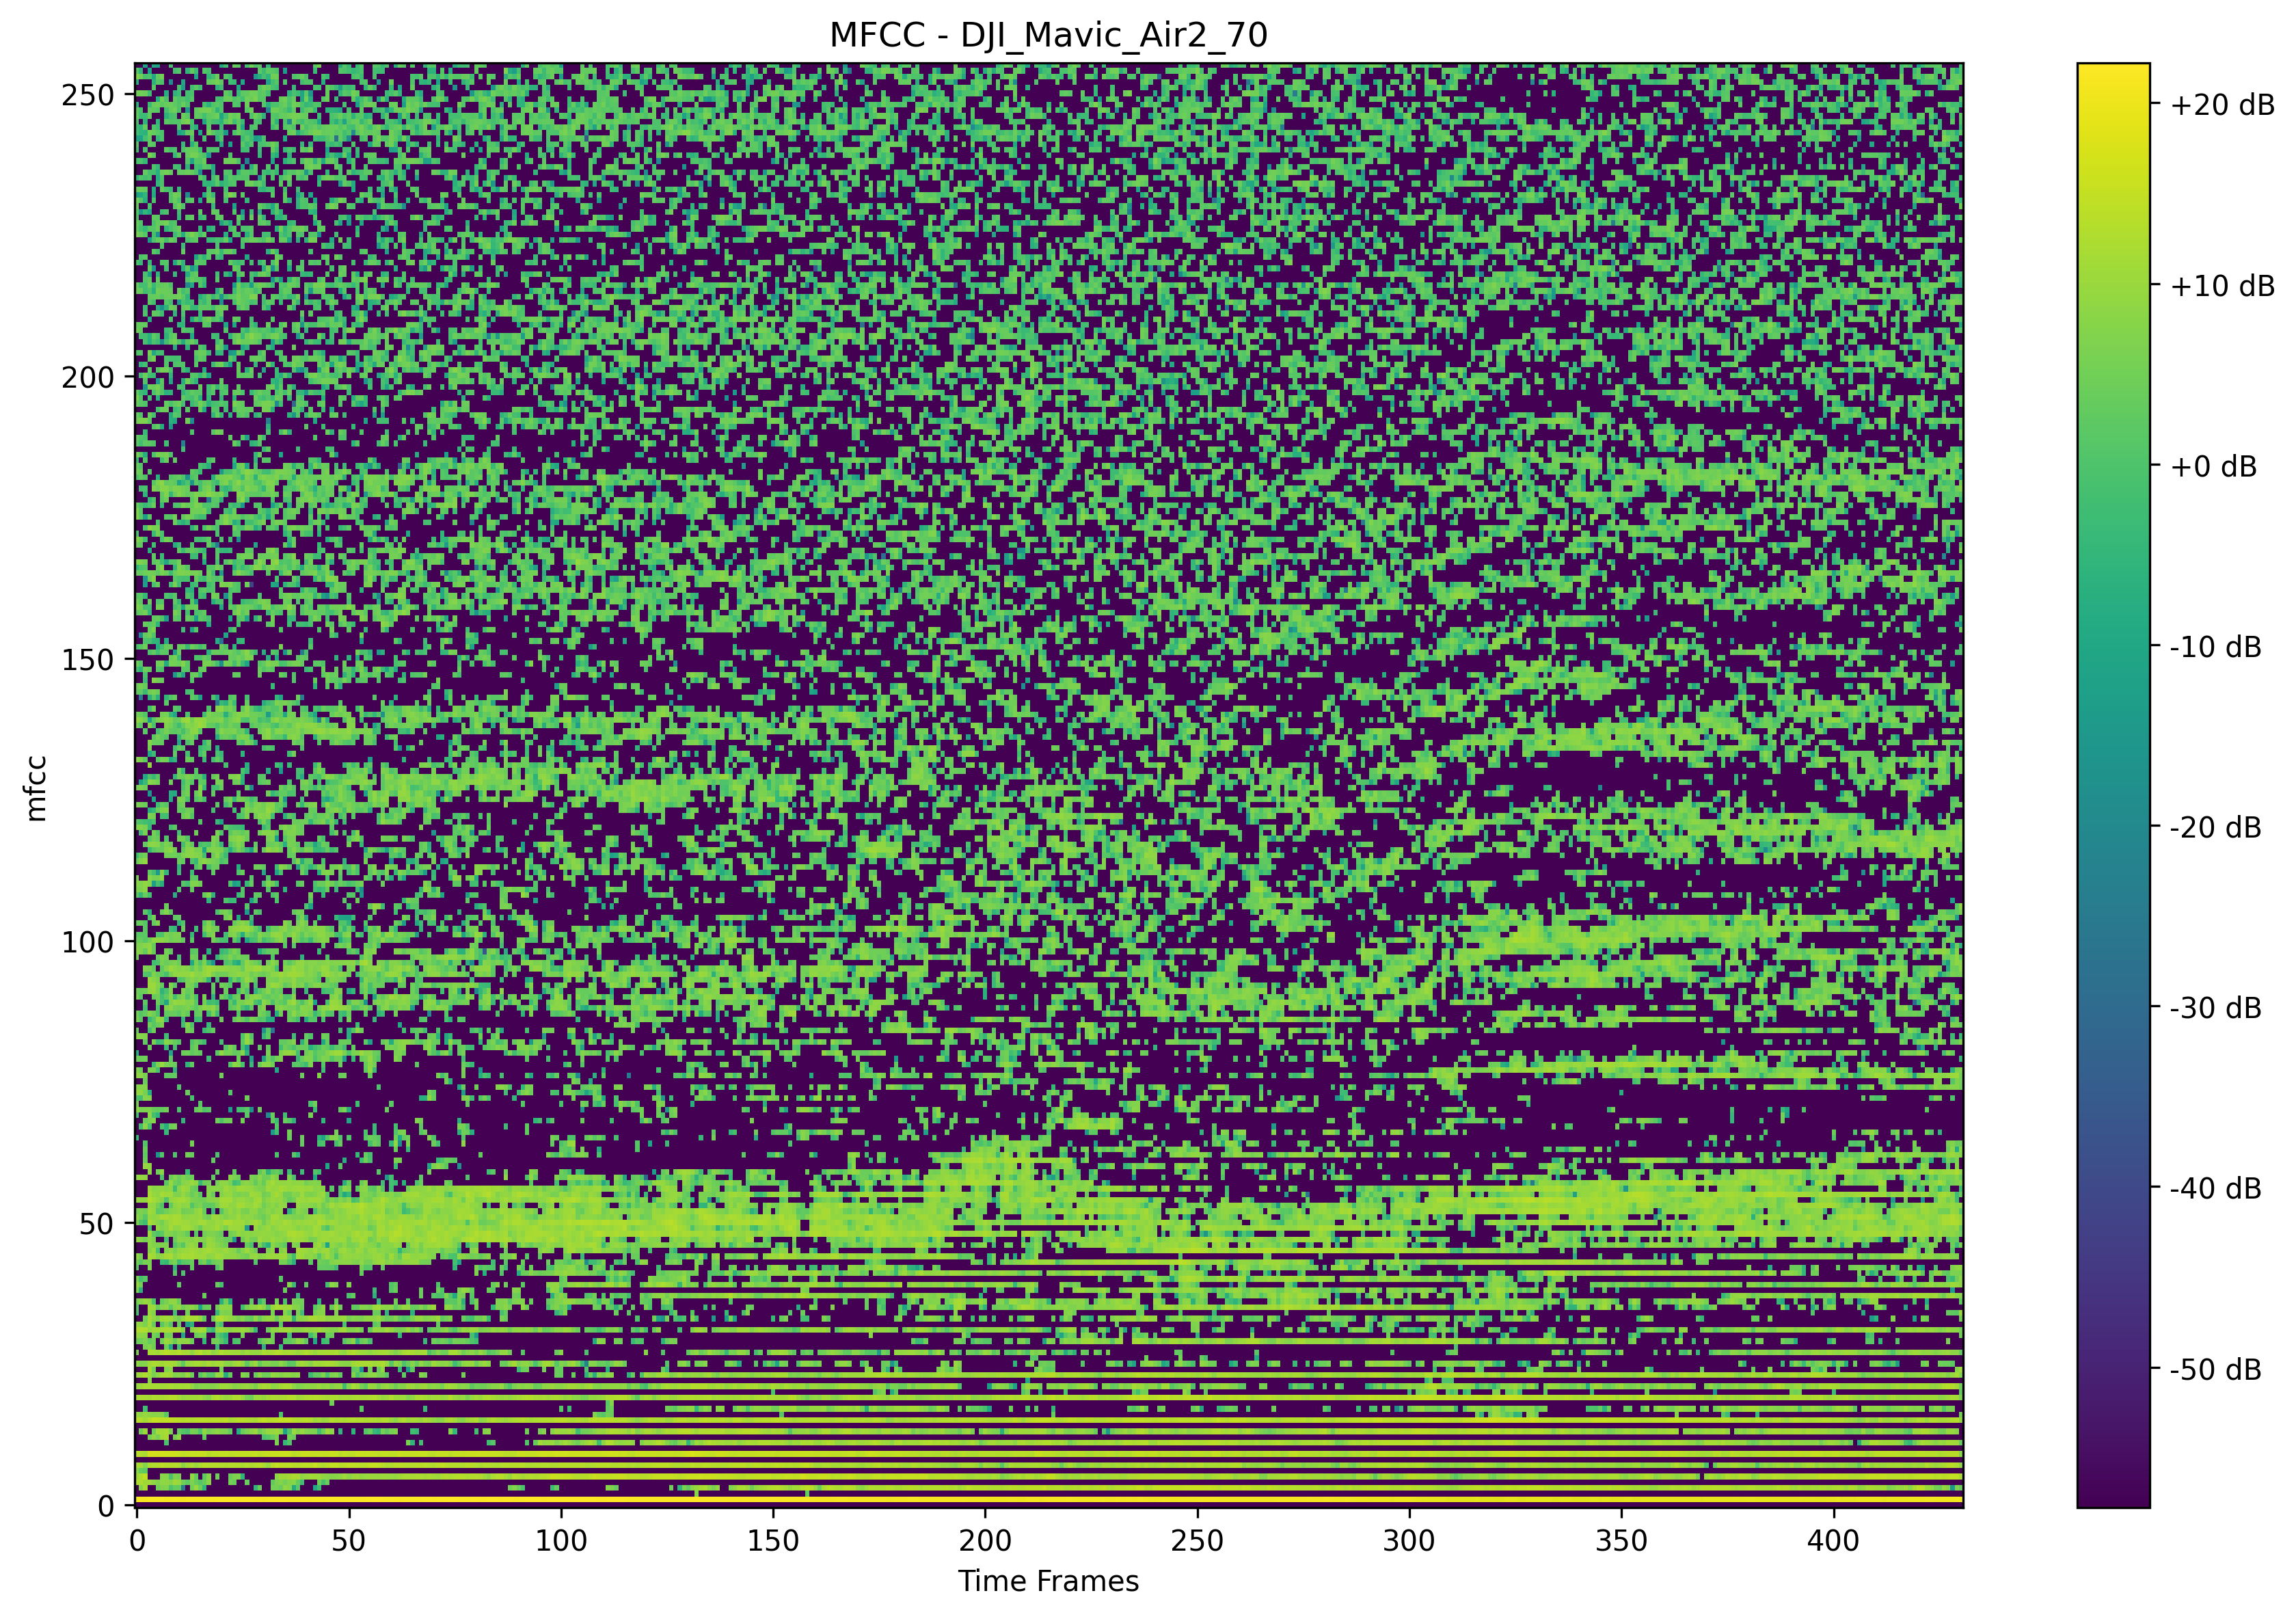 MFCC - DJI_Mavic_Air2_70
250
200
150
100
50
0
mfcc
0 50 100 150 200 250 300 350 400
Time Frames
+20 dB
+10 dB
+0 dB
-10 dB
-20 dB
-30 dB
-40 dB
-50 dB